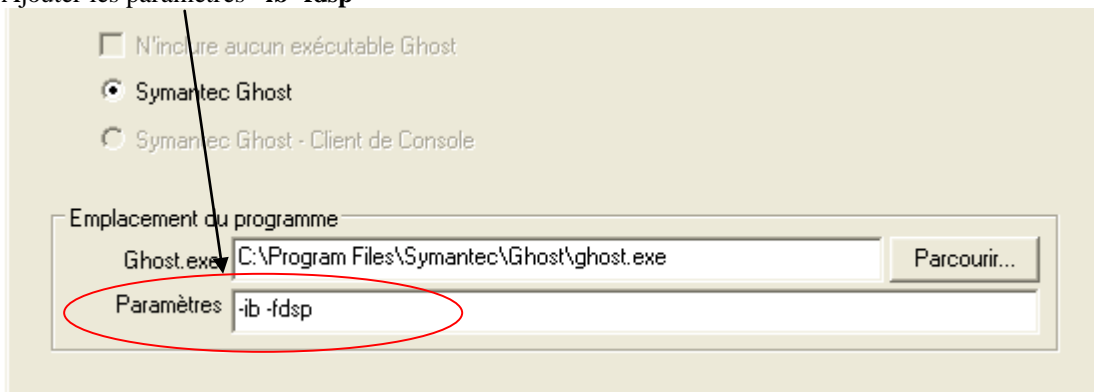 Ajouter les paramètres -ib -fdsp
N'inclure aucun exécutable Ghost
Symantec Ghost
Symantec Ghost - Client de Console
Emplacement du programme
Ghost.exe C:\Program Files\Symantec\Ghost\ghost.exe Parcourir...
Paramètres -ib -fdsp